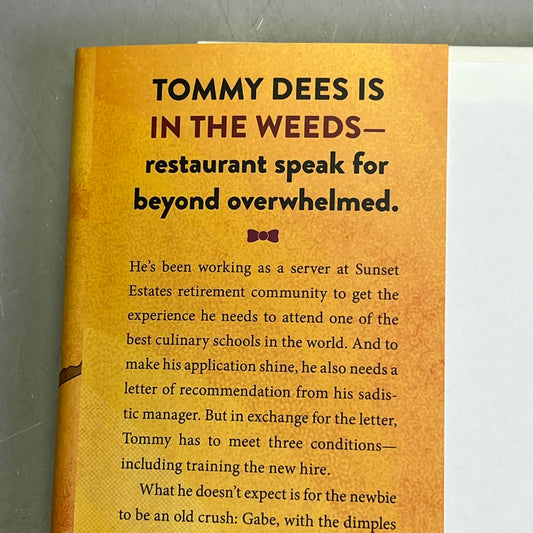 TOMMY DEES IS
IN THE WEEDS—
restaurant speak for
beyond overwhelmed.
He's been working as a server at Sunset
Estates retirement community to get the
experience he needs to attend one of the
best culinary schools in the world. And to
make his application shine, he also needs a
letter of recommendation from his sadis-
tic manager. But in exchange for the letter,
Tommy has to meet three conditions—
including training the new hire.
What he doesn't expect is for the newbie
to be an old crush: Gabe, with the dimples